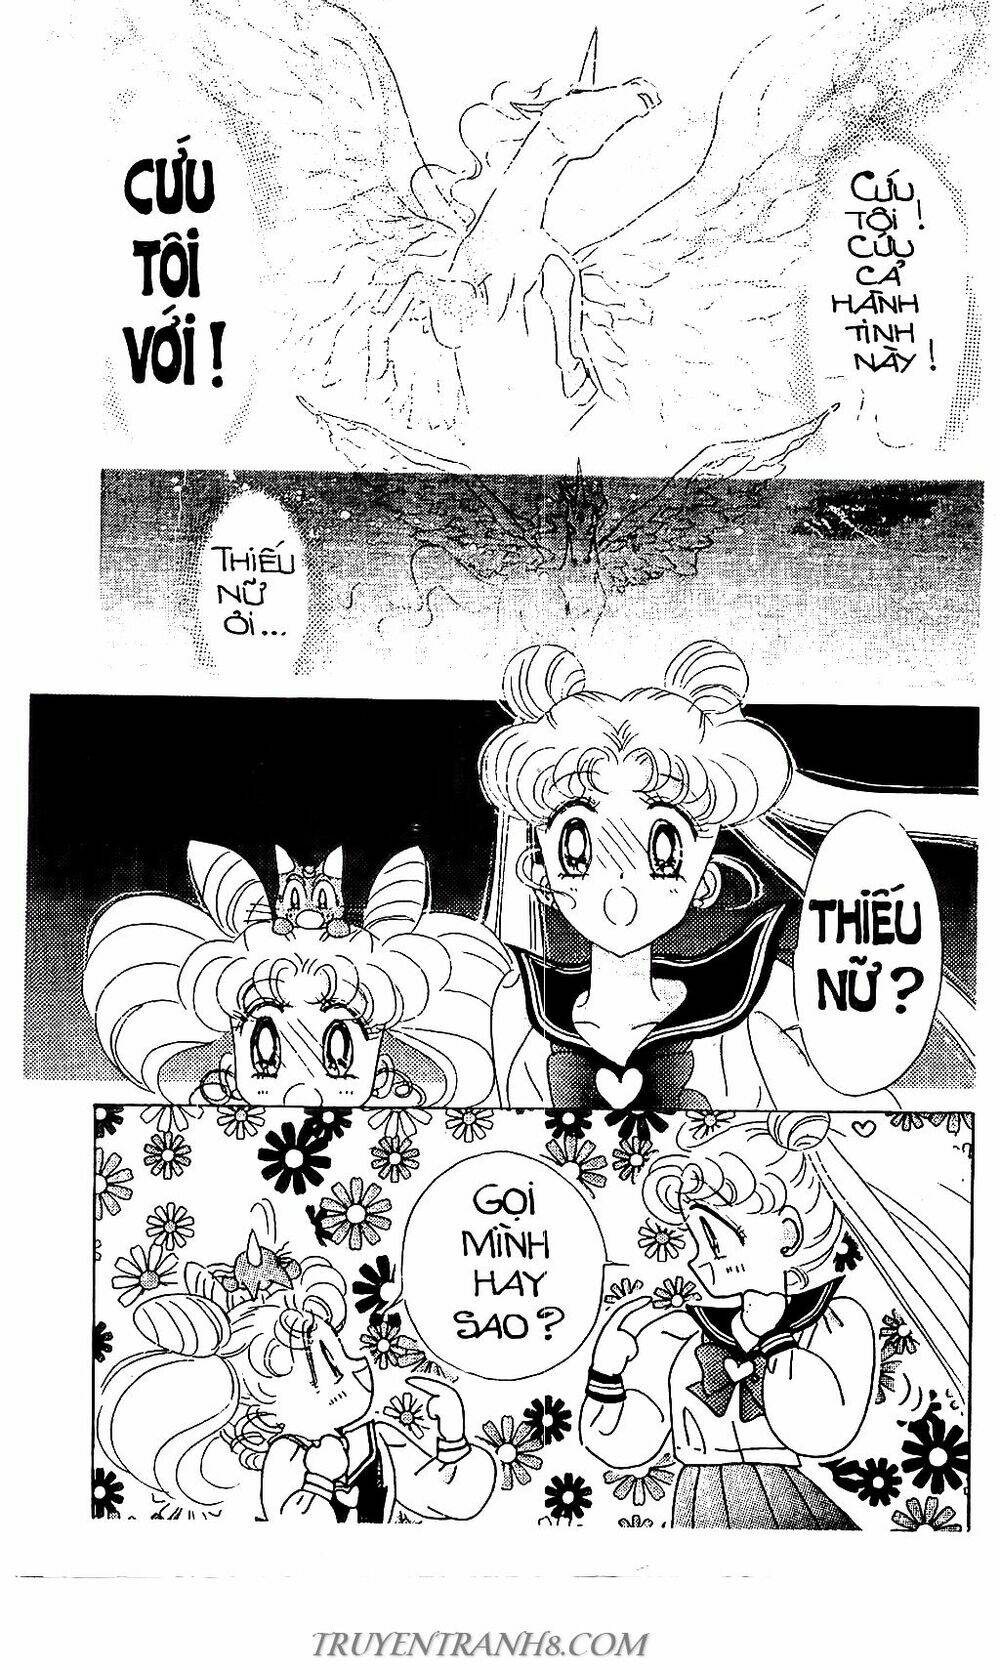 CỨU
TÔI
VỚI!
CỨU
TÔI!
CỨU
CẢ
HÀNH
TINH
NÀY!
THIẾU
NỮ
ƠI...
THIẾU
NỮ?
GỌI
MÌNH
HAY
SAO?
TRUYENTRANH8.COM